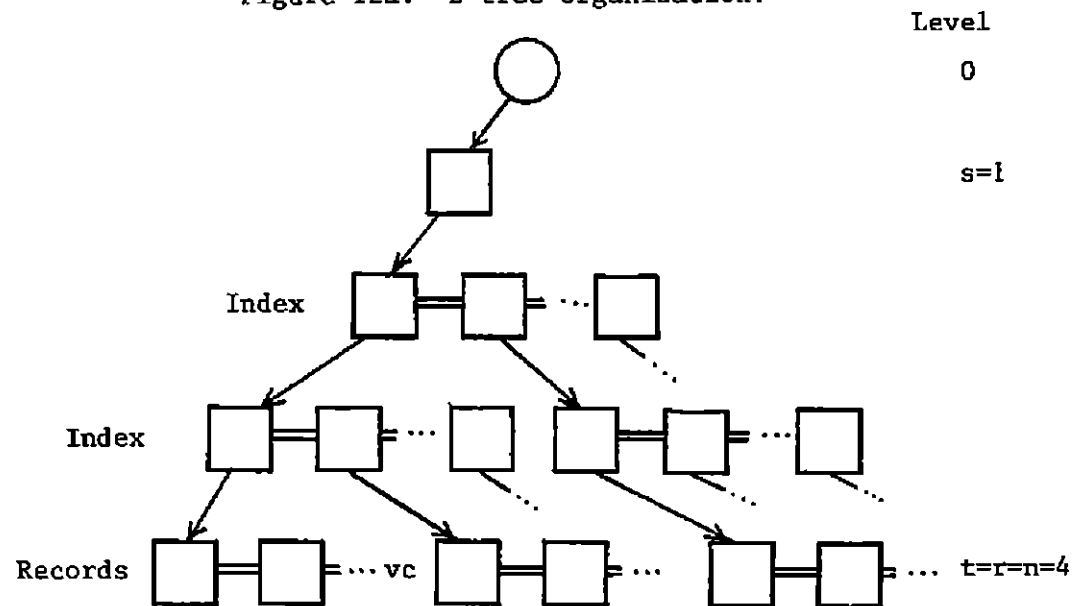 Level
0
s=1
Index
Index
Records ... vc ... ... t=r=n=4